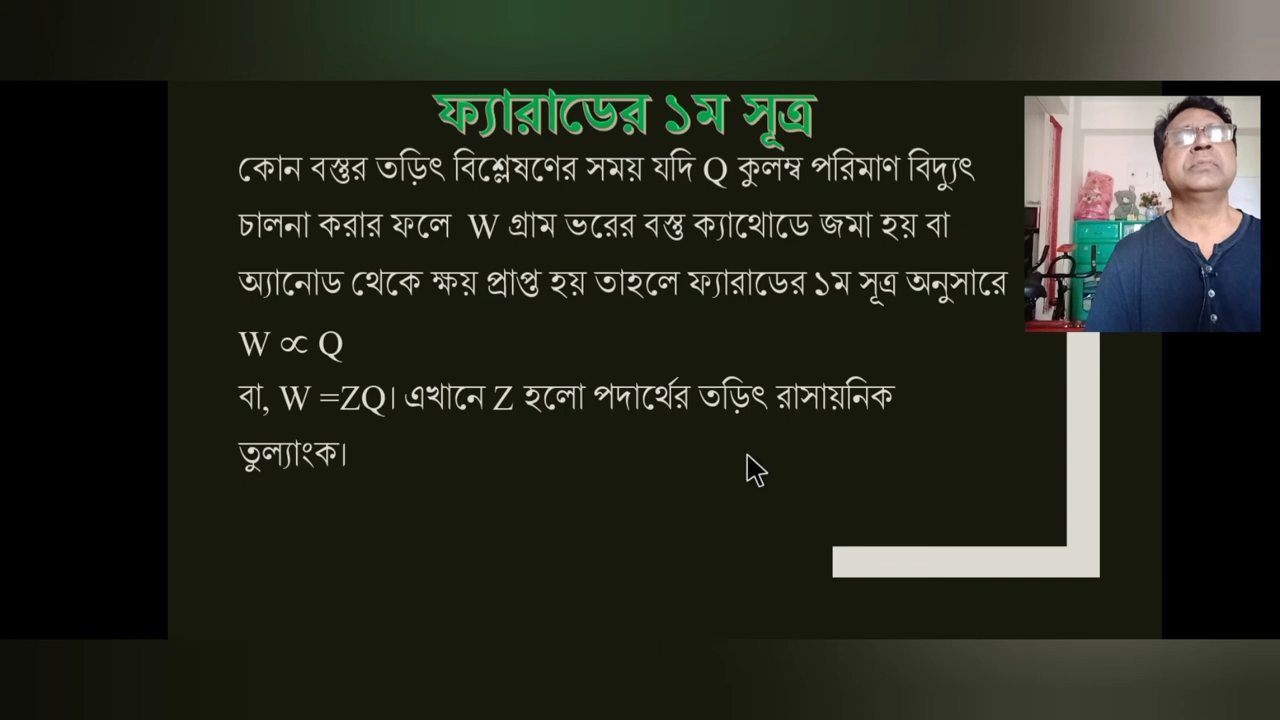 ফ্যারাডের ১ম সূত্র
কোন বস্তুর তড়িৎ বিশ্লেষণের সময় যদি Q কুলম্ব পরিমাণ বিদ্যুৎ
চালনা করার ফলে W গ্রাম ভরের বস্তু ক্যাথোডে জমা হয় বা
অ্যানোড থেকে ক্ষয় প্রাপ্ত হয় তাহলে ফ্যারাডের ১ম সূত্র অনুসারে
W ∝ Q
বা, W =ZQ। এখানে Z হলো পদার্থের তড়িৎ রাসায়নিক
তুল্যাংক।